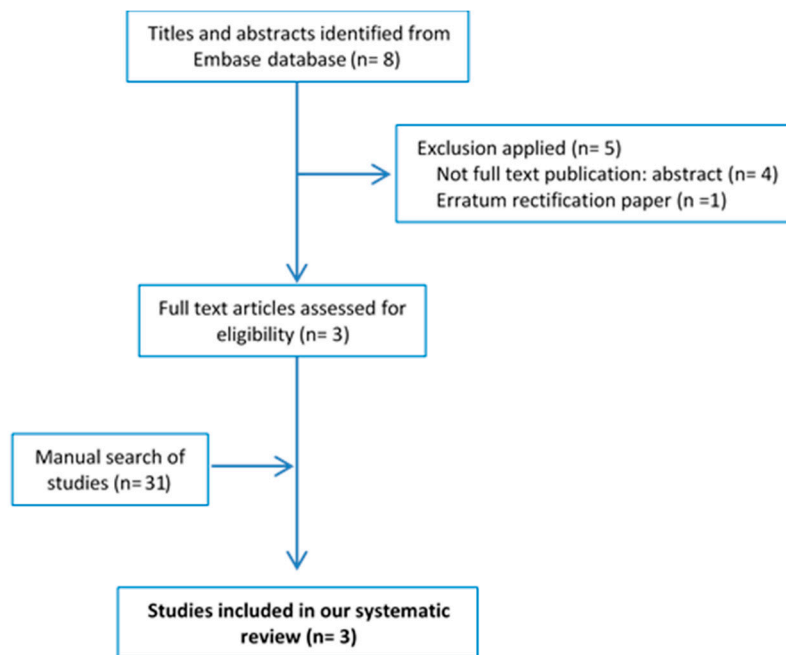 Titles and abstracts identified from
Embase database (n= 8)
Exclusion applied (n= 5)
Not full text publication: abstract (n= 4)
Erratum rectification paper (n =1)
Full text articles assessed for
eligibility (n= 3)
Manual search of
studies (n= 31)
Studies included in our systematic
review (n= 3)